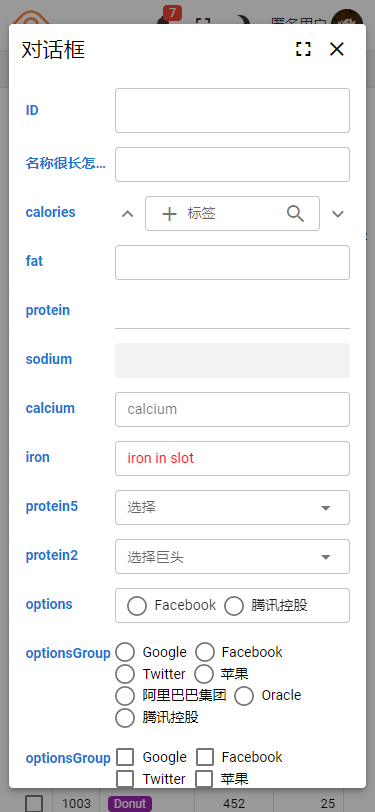 7
匿名用户
对话框
ID
名称很长怎…
calories
标签
fat
protein
sodium
calcium calcium
iron iron in slot
protein5 选择
protein2 选择巨头
options Facebook 腾讯控股
optionsGroup Google Facebook
Twitter 苹果
阿里巴巴集团 Oracle
腾讯控股
optionsGroup Google Facebook
Twitter 苹果
1003 Donut 452 25